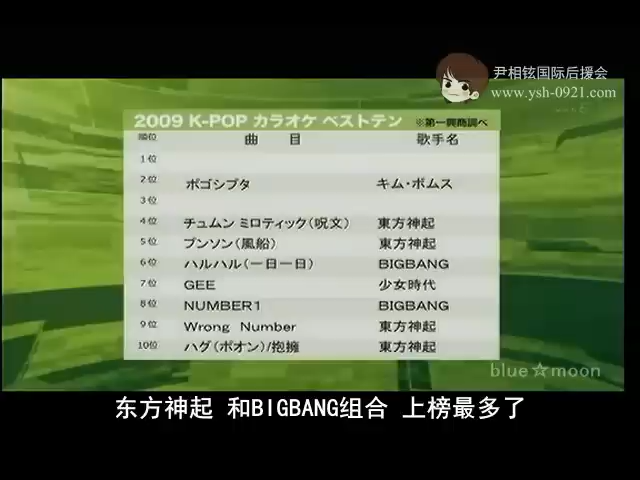 尹相铉国际后援会
www.ysh-0921.com
2009 K-POP カラオケ ベストテン ※第一興商調べ
順位 曲 目 歌手名
1位
2位 ボゴシプタ キム・ボムス
3位
4位 チュムン ミロティック(呪文) 東方神起
5位 プンソン(風船) 東方神起
6位 ハルハル(一日一日) BIGBANG
7位 GEE 少女時代
8位 NUMBER1 BIGBANG
9位 Wrong Number 東方神起
10位 ハグ(ポオン)/抱擁 東方神起
blue☆moon
东方神起 和BIGBANG组合 上榜最多了